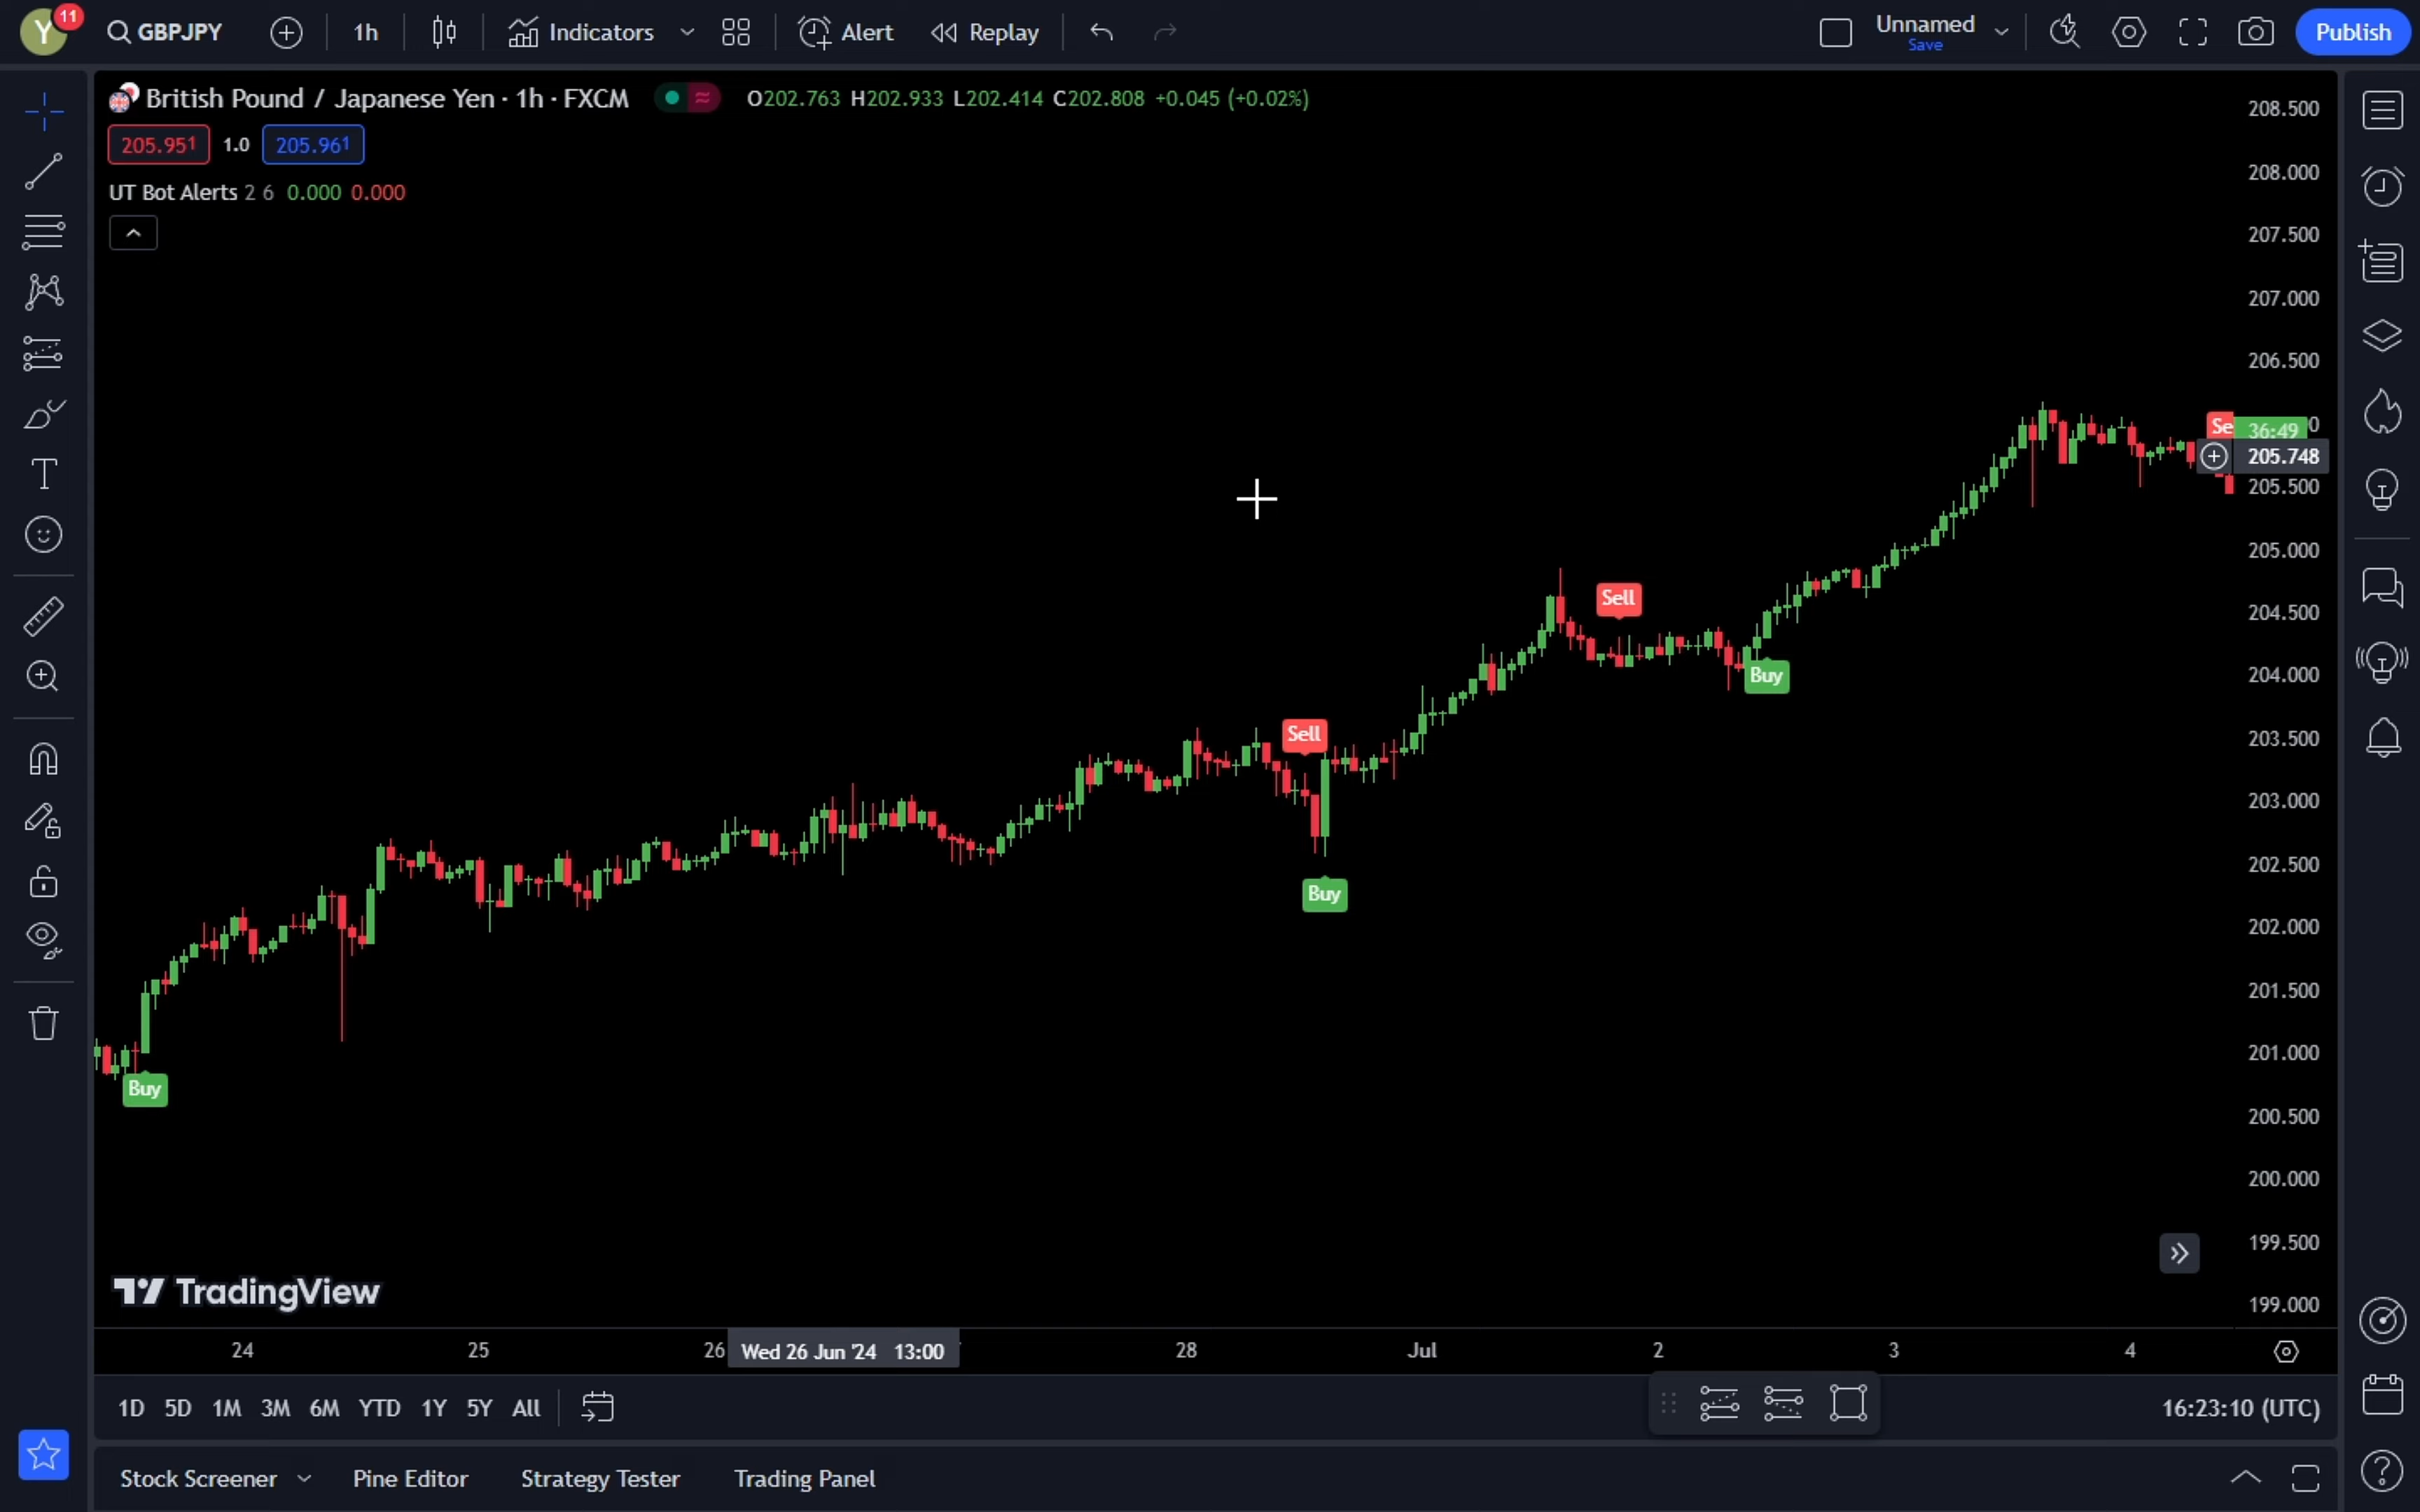 Y 11 GBPJPY 1h Indicators Alert Replay Unnamed Save Publish
British Pound / Japanese Yen · 1h · FXCM O202.763 H202.933 L202.414 C202.808 +0.045 (+0.02%)
205.951 1.0 205.961
UT Bot Alerts 2 6 0.000 0.000
208.500
208.000
207.500
207.000
206.500
Se 36:49 0
205.748
205.500
205.000
Sell
204.500
Buy
204.000
Sell
203.500
203.000
Buy
202.500
202.000
201.500
201.000
Buy
200.500
200.000
199.500
TradingView
199.000
24 25 26 Wed 26 Jun '24 13:00 28 Jul 2 3 4
1D 5D 1M 3M 6M YTD 1Y 5Y All 16:23:10 (UTC)
Stock Screener Pine Editor Strategy Tester Trading Panel